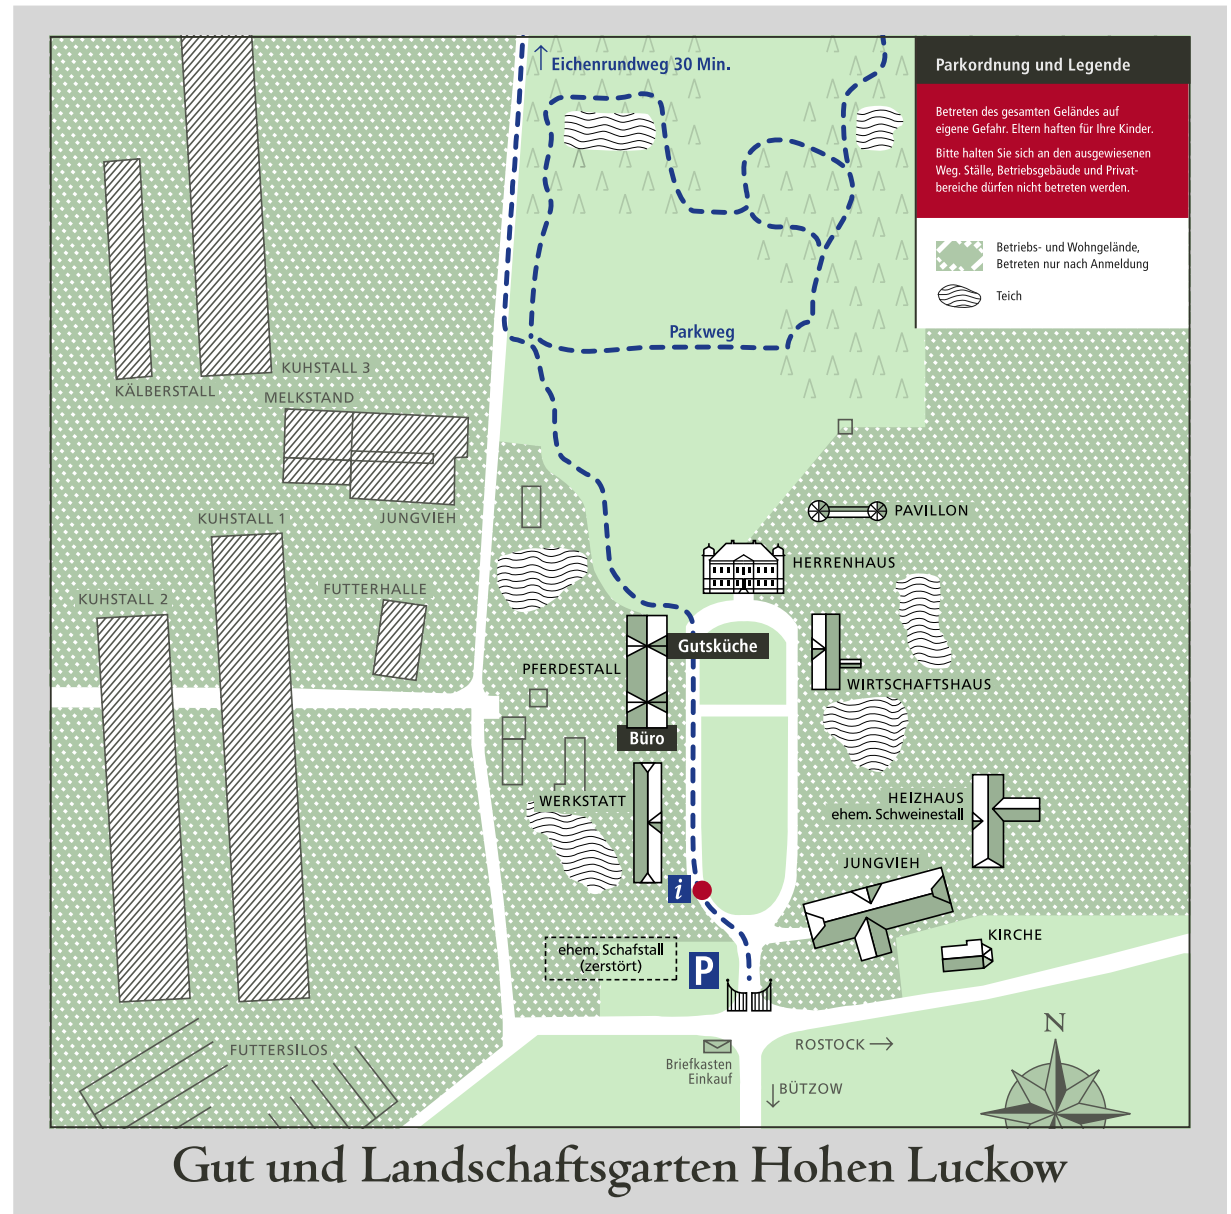 Eichenrundweg 30 Min.
Parkordnung und Legende
Betreten des gesamten Geländes auf
eigene Gefahr. Eltern haften für Ihre Kinder.
Bitte halten Sie sich an den ausgewiesenen
Weg. Ställe, Betriebsgebäude und Privat-
bereiche dürfen nicht betreten werden.
Betriebs- und Wohngelände,
Betreten nur nach Anmeldung
Teich
Parkweg
KUHSTALL 3
KÄLBERSTALL
MELKSTAND
JUNGVIEH
KUHSTALL 1
PAVILLON
HERRENHAUS
FUTTERHALLE
KUHSTALL 2
Gutsküche
PFERDESTALL
WIRTSCHAFTSHAUS
Büro
WERKSTATT
HEIZHAUS
ehem. Schweinestall
JUNGVIEH
i
KIRCHE
ehem. Schafstall
(zerstört)
P
N
ROSTOCK
FUTTERSILOS
Briefkasten
Einkauf
BÜTZOW
Gut und Landschaftsgarten Hohen Luckow